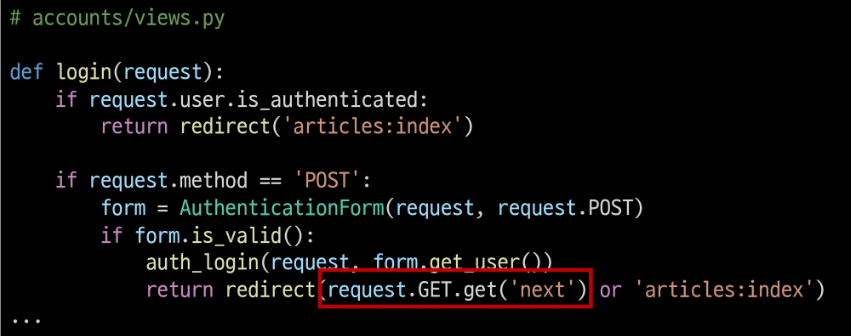 # accounts/views.py
def login(request):
    if request.user.is_authenticated:
        return redirect('articles:index')
    if request.method == 'POST':
        form = AuthenticationForm(request, request.POST)
        if form.is_valid():
            auth_login(request, form.get_user())
            return redirect(request.GET.get('next') or 'articles:index')
...